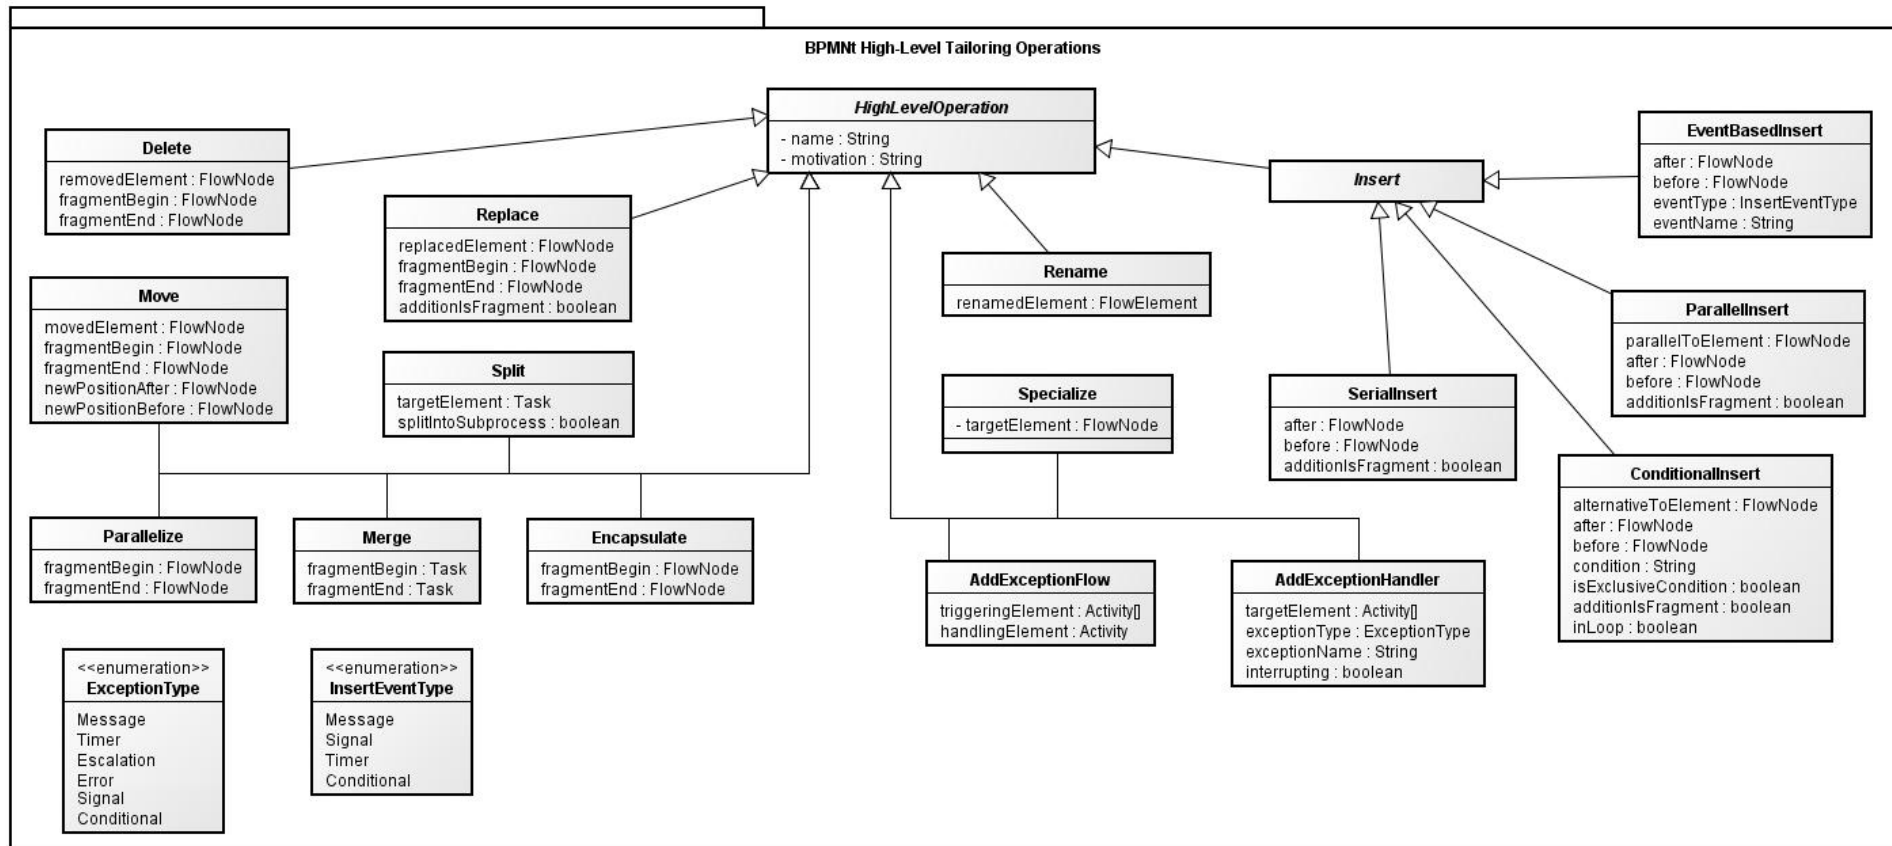 BPMNt High-Level Tailoring Operations
HighLevelOperation
- name : String
- motivation : String
Delete
removedElement : FlowNode
fragmentBegin : FlowNode
fragmentEnd : FlowNode
Replace
replacedElement : FlowNode
fragmentBegin : FlowNode
fragmentEnd : FlowNode
additionIsFragment : boolean
Insert
EventBasedInsert
after : FlowNode
before : FlowNode
eventType : InsertEventType
eventName : String
Move
movedElement : FlowNode
fragmentBegin : FlowNode
fragmentEnd : FlowNode
newPositionAfter : FlowNode
newPositionBefore : FlowNode
Split
targetElement : Task
splitIntoSubprocess : boolean
Rename
renamedElement : FlowElement
ParallelInsert
parallelToElement : FlowNode
after : FlowNode
before : FlowNode
additionIsFragment : boolean
Specialize
- targetElement : FlowNode
SerialInsert
after : FlowNode
before : FlowNode
additionIsFragment : boolean
ConditionalInsert
alternativeToElement : FlowNode
after : FlowNode
before : FlowNode
condition : String
isExclusiveCondition : boolean
additionIsFragment : boolean
inLoop : boolean
Parallelize
fragmentBegin : FlowNode
fragmentEnd : FlowNode
Merge
fragmentBegin : Task
fragmentEnd : Task
Encapsulate
fragmentBegin : FlowNode
fragmentEnd : FlowNode
AddExceptionFlow
triggeringElement : Activity[]
handlingElement : Activity
AddExceptionHandler
targetElement : Activity[]
exceptionType : ExceptionType
exceptionName : String
interrupting : boolean
<<enumeration>>
ExceptionType
Message
Timer
Escalation
Error
Signal
Conditional
<<enumeration>>
InsertEventType
Message
Signal
Timer
Conditional